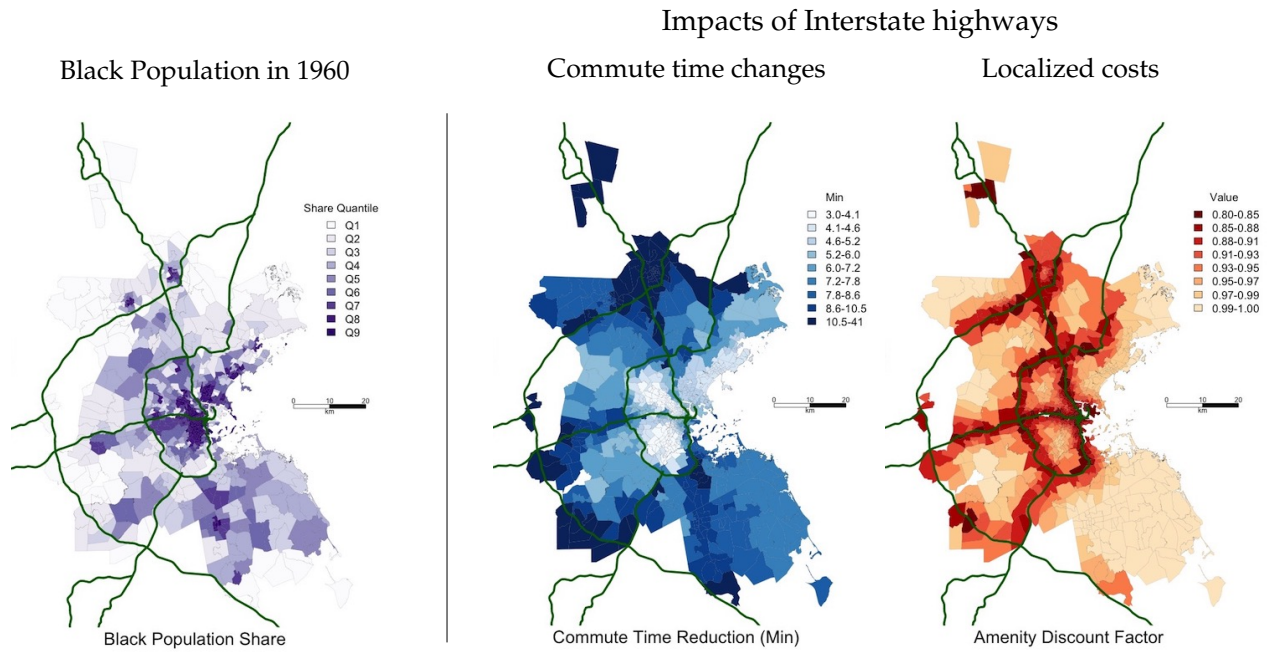 Impacts of Interstate highways
Black Population in 1960
Commute time changes
Localized costs
Share Quantile
Q1
Q2
Q3
Q4
Q5
Q6
Q7
Q8
Q9
0 10 20
km
Black Population Share
Min
3.0-4.1
4.1-4.6
4.6-5.2
5.2-6.0
6.0-7.2
7.2-7.8
7.8-8.6
8.6-10.5
10.5-41
0 10 20
km
Commute Time Reduction (Min)
Value
0.80-0.85
0.85-0.88
0.88-0.91
0.91-0.93
0.93-0.95
0.95-0.97
0.97-0.99
0.99-1.00
0 10 20
km
Amenity Discount Factor